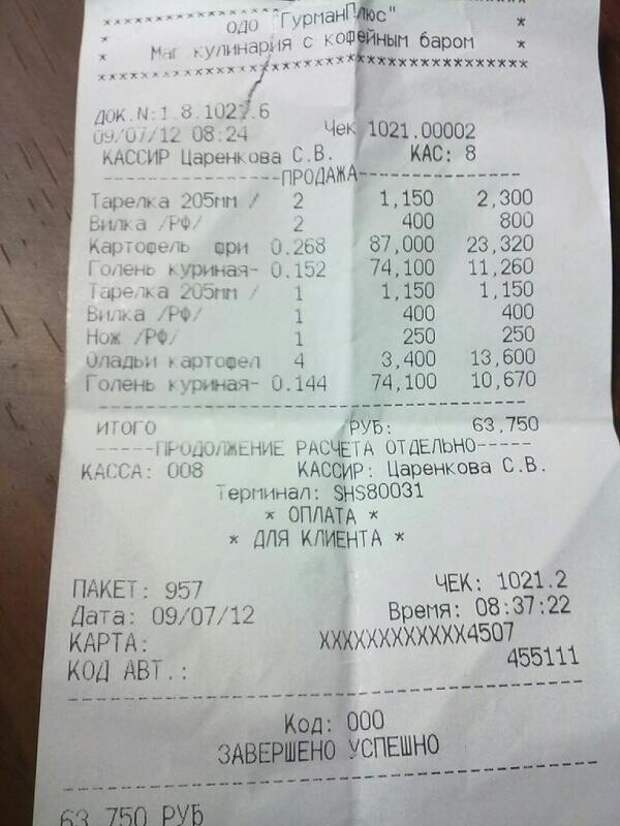 *************************************
* ОДО "ГурманПлюс" *
* Маг кулинария с кофейным баром *
*************************************
ДОК.N:1.8.1021.6
09/07/12 08:24 Чек 1021.00002
КАССИР Царенкова С.В. КАС: 8
--------------ПРОДАЖА--------------
Тарелка 205мм / 2 1,150 2,300
Вилка /РФ/ 2 400 800
Картофель фри 0.268 87,000 23,320
Голень куриная- 0.152 74,100 11,260
Тарелка 205мм / 1 1,150 1,150
Вилка /РФ/ 1 400 400
Нож /РФ/ 1 250 250
Оладьи картофел 4 3,400 13,600
Голень куриная- 0.144 74,100 10,670
-----------------------------------
ИТОГО РУБ: 63,750
-----ПРОДОЛЖЕНИЕ РАСЧЕТА ОТДЕЛЬНО-----
КАССА: 008 КАССИР: Царенкова С.В.
Терминал: SHS80031
* ОПЛАТА *
* ДЛЯ КЛИЕНТА *
ПАКЕТ: 957 ЧЕК: 1021.2
Дата: 09/07/12 Время: 08:37:22
КАРТА: XXXXXXXXXXXX4507
КОД АВТ.: 455111
-----------------------------------
Код: 000
ЗАВЕРШЕНО УСПЕШНО
-----------------------------------
63 750 РУБ